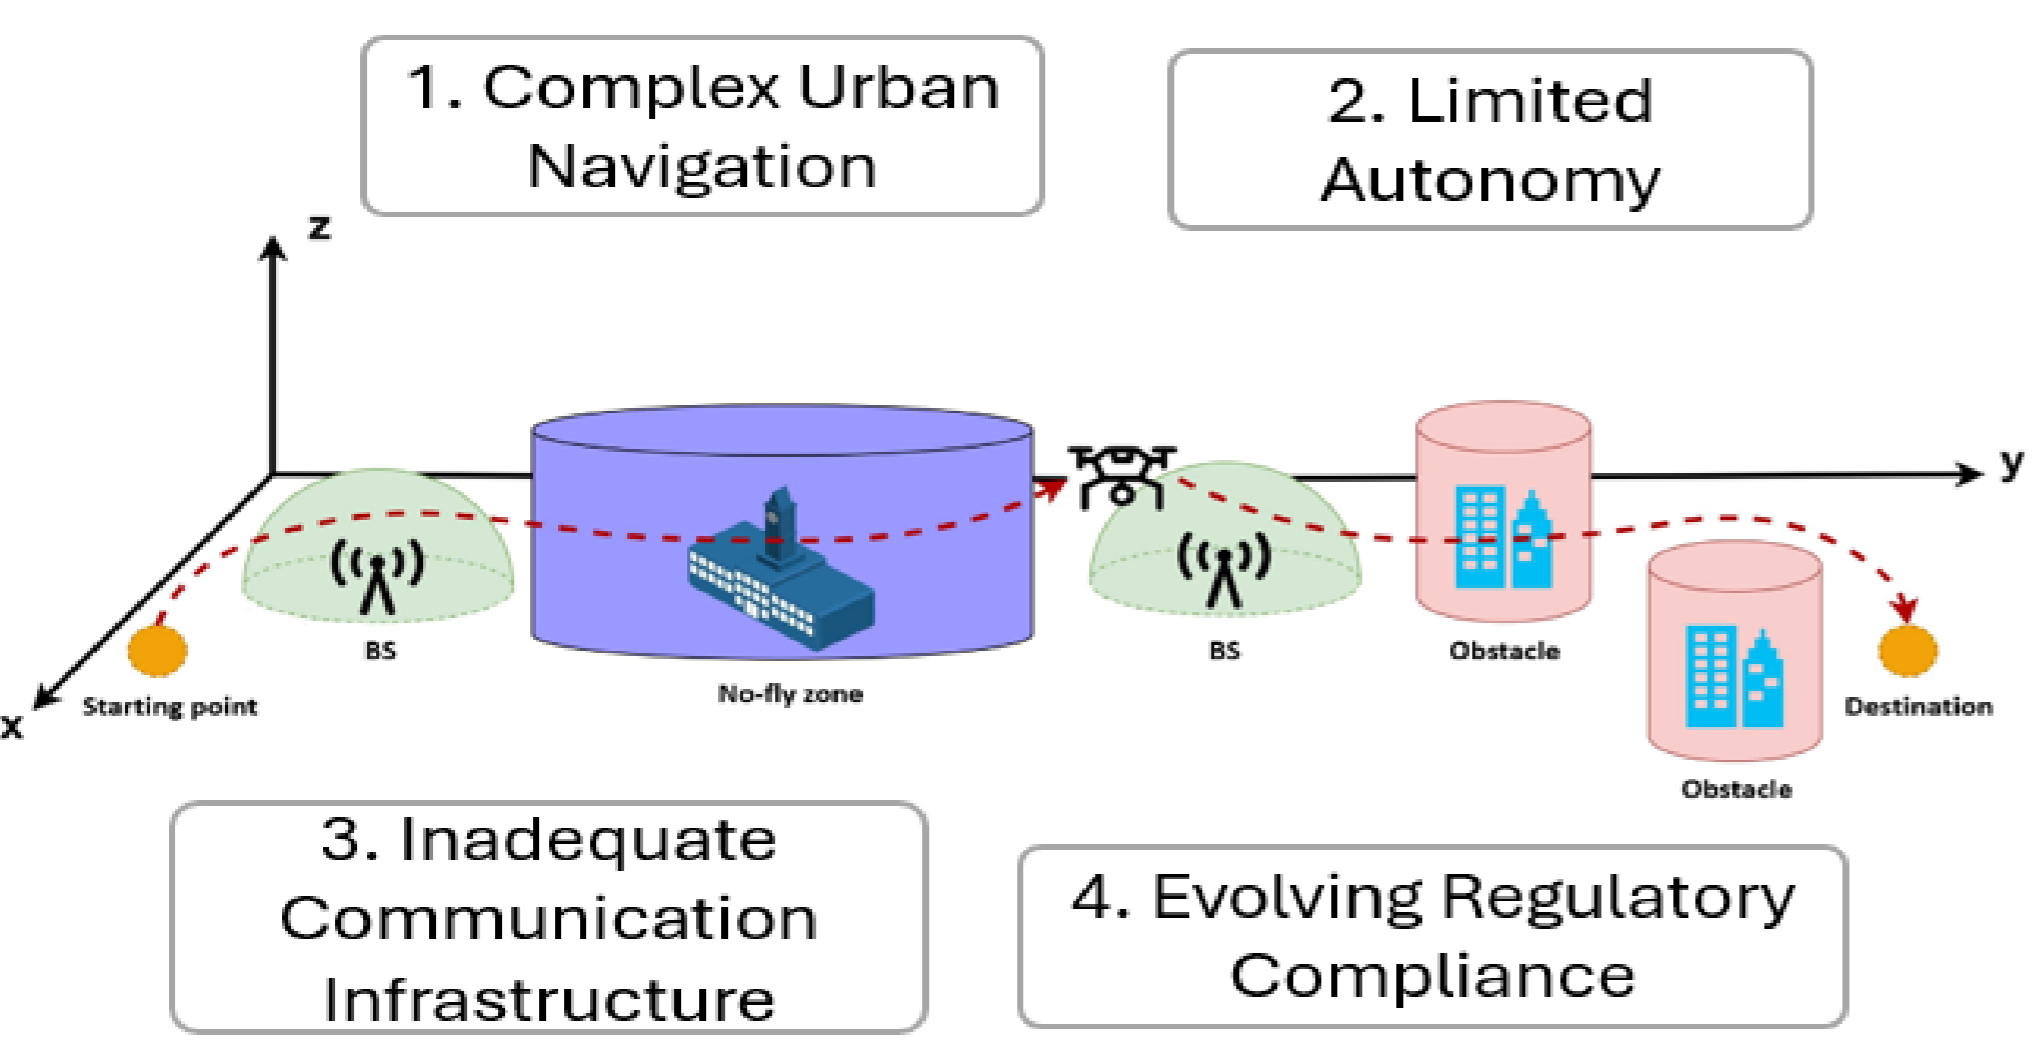 1. Complex Urban
Navigation
2. Limited
Autonomy
z
y
x
BS
BS
Obstacle
Starting point
No-fly zone
Destination
Obstacle
3. Inadequate
Communication
Infrastructure
4. Evolving Regulatory
Compliance